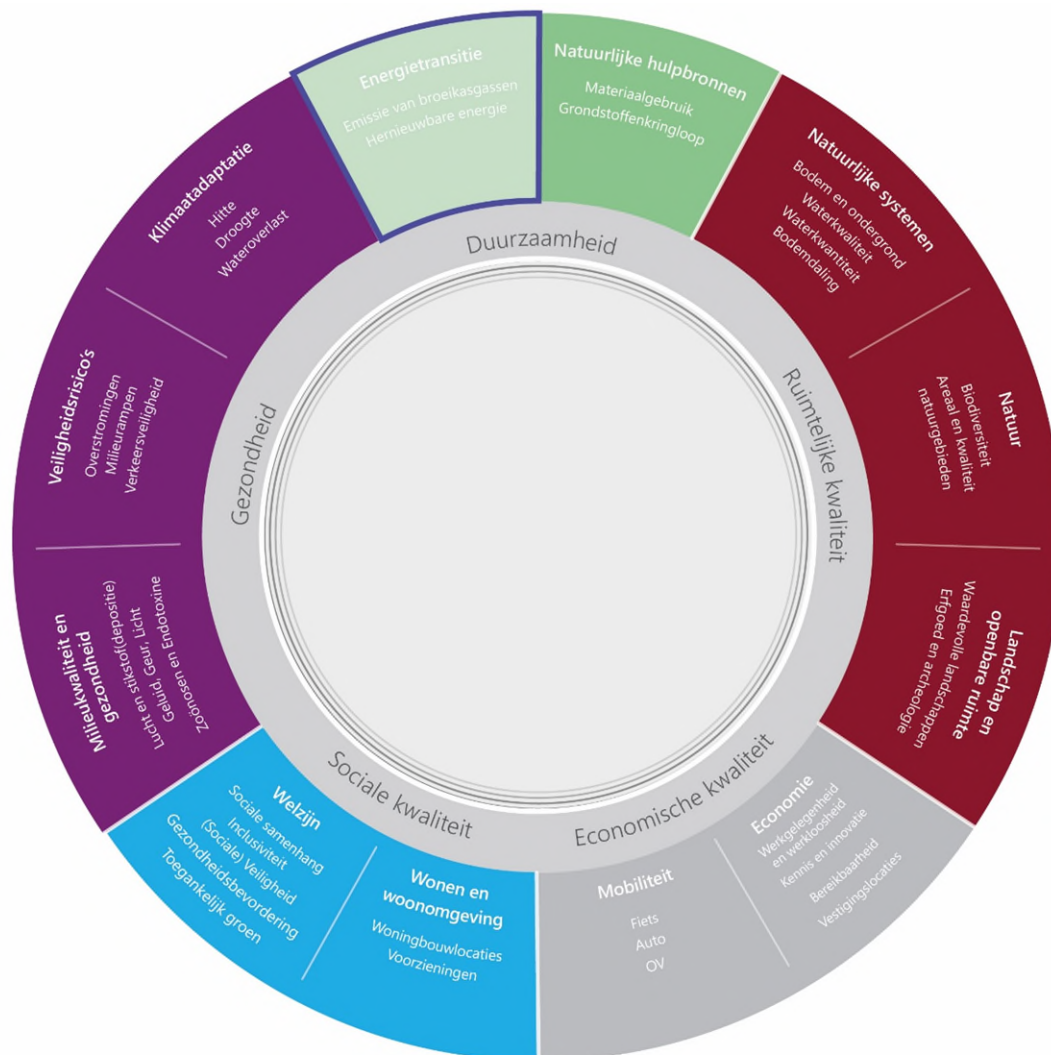 Energietransitie
Emissie van broeikasgassen
Hernieuwbare energie
Natuurlijke hulpbronnen
Materiaalgebruik
Grondstoffenkringloop
Natuurlijke systemen
Bodem en ondergrond
Waterkwaliteit
Waterkwantiteit
Bodemdaling
Natuur
Biodiversiteit
Areaal en kwaliteit
natuurgebieden
Landschap en
openbare ruimte
Waardevolle landschappen
Erfgoed en archeologie
Economie
Werkgelegenheid
en werkloosheid
Kennis en innovatie
Bereikbaarheid
Vestigingslocaties
Mobiliteit
Fiets
Auto
OV
Wonen en
woonomgeving
Woningbouwlocaties
Voorzieningen
Welzijn
Sociale samenhang
Inclusiviteit
(Sociale) Veiligheid
Gezondheidsbevordering
Toegankelijk groen
Milieukwaliteit en
gezondheid
Lucht en stikstof(depositie)
Geluid, Geur, Licht
Zoönosen en Endotoxine
Veiligheidsrisico's
Overstromingen
Milieurampen
Verkeersveiligheid
Klimaatadaptatie
Hitte
Droogte
Wateroverlast
Duurzaamheid
Ruimtelijke kwaliteit
Economische kwaliteit
Sociale kwaliteit
Gezondheid